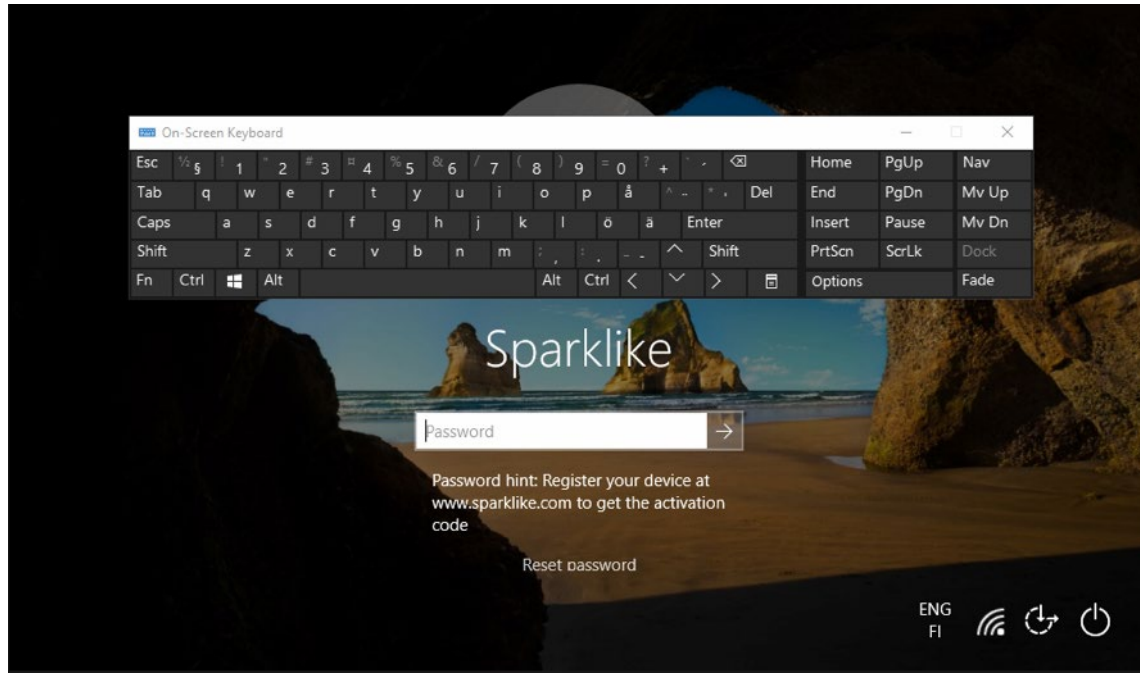 On-Screen Keyboard
Esc ½ § ! 1 " 2 # 3 ¤ 4 % 5 & 6 / 7 ( 8 ) 9 = 0 ? + ` ´ Home PgUp Nav
Tab q w e r t y u i o p å ^ ¨ * ' Del End PgDn Mv Up
Caps a s d f g h j k l ö ä Enter Insert Pause Mv Dn
Shift z x c v b n m ; , : . _ - Shift PrtScn ScrLk Dock
Fn Ctrl Alt Alt Ctrl Options Fade
Sparklike
Password
Password hint: Register your device at
www.sparklike.com to get the activation
code
Reset password
ENG
FI